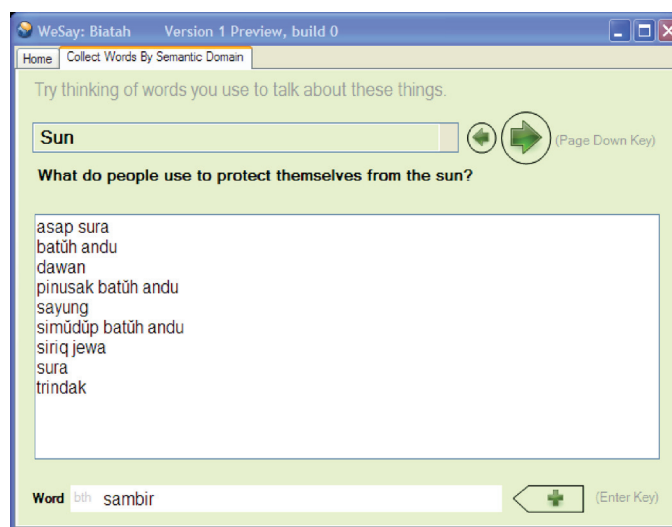 WeSay: Biatah Version 1 Preview, build 0
Home Collect Words By Semantic Domain
Try thinking of words you use to talk about these things.
Sun
(Page Down Key)
What do people use to protect themselves from the sun?
asap sura
batŭh andu
dawan
pinusak batŭh andu
sayung
simŭdŭp batŭh andu
siriq jewa
sura
trindak
Word bth sambir (Enter Key)